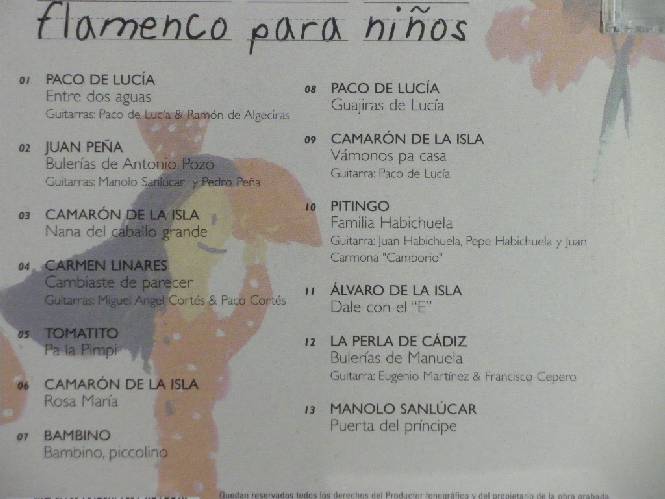 flamenco para niños
01 PACO DE LUCÍA
Entre dos aguas
Guitarras: Paco de Lucía & Ramón de Algeciras
02 JUAN PEÑA
Bulerías de Antonio Pozo
Guitarras: Manolo Sanlúcar y Pedro Peña
03 CAMARÓN DE LA ISLA
Nana del caballo grande
04 CARMEN LINARES
Cambiaste de parecer
Guitarras: Miguel Angel Cortés & Paco Cortés
05 TOMATITO
Pa la Pimpi
06 CAMARÓN DE LA ISLA
Rosa María
07 BAMBINO
Bambino, piccolino
08 PACO DE LUCÍA
Guajiras de Lucía
09 CAMARÓN DE LA ISLA
Vámonos pa casa
Guitarra: Paco de Lucía
10 PITINGO
Familia Habichuela
Guitarra: Juan Habichuela, Pepe Habichuela y Juan
Carmona "Camborio"
11 ÁLVARO DE LA ISLA
Dale con el "E"
12 LA PERLA DE CÁDIZ
Bulerías de Manuela
Guitarra: Eugenio Martínez & Francisco Cepero
13 MANOLO SANLÚCAR
Puerta del príncipe
Quedan reservados todos los derechos del Productor fonográfico y del propietario de la obra grabada